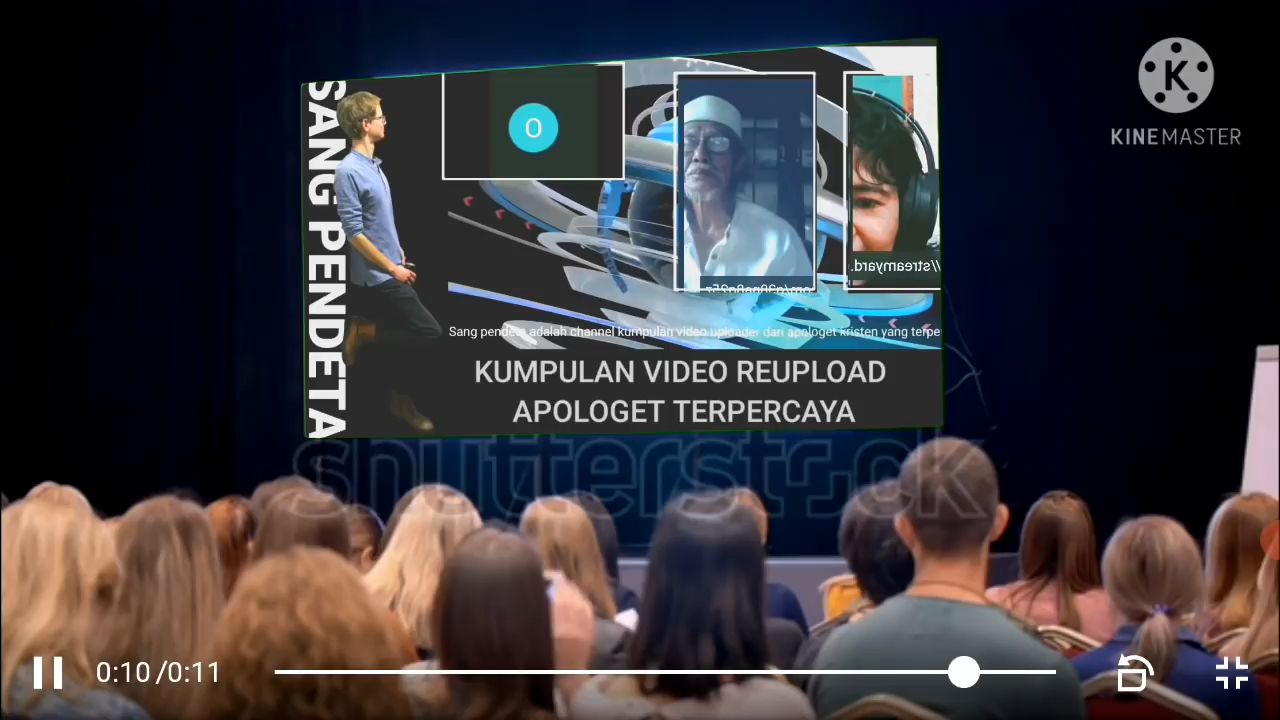 K
KINEMASTER
SANG PENDETA
O
K
//streamyard.
Sang pendeta adalah channel kumpulan video uploader dari apologet kristen yang terpe
KUMPULAN VIDEO REUPLOAD
APOLOGET TERPERCAYA
shutterstock
0:10/0:11